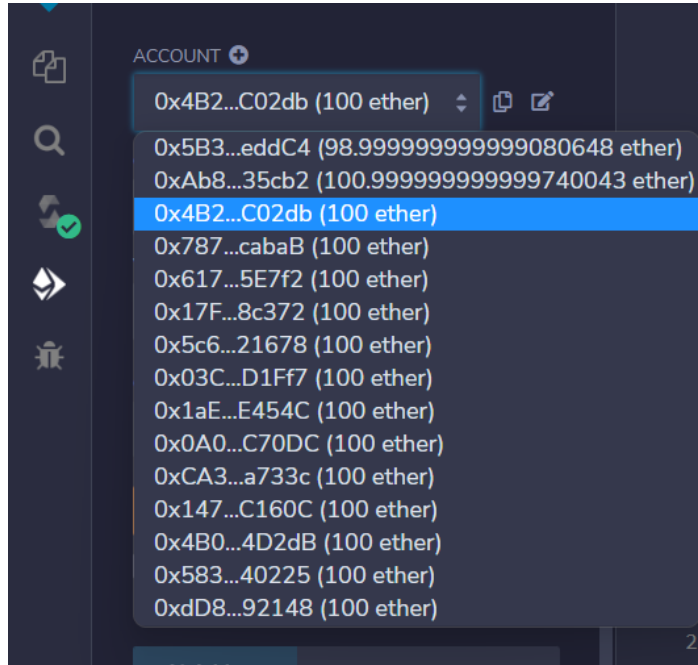 ACCOUNT
0x4B2...C02db (100 ether)
0x5B3...eddC4 (98.999999999999080648 ether)
0xAb8...35cb2 (100.999999999999740043 ether)
0x4B2...C02db (100 ether)
0x787...cabaB (100 ether)
0x617...5E7f2 (100 ether)
0x17F...8c372 (100 ether)
0x5c6...21678 (100 ether)
0x03C...D1Ff7 (100 ether)
0x1aE...E454C (100 ether)
0x0A0...C70DC (100 ether)
0xCA3...a733c (100 ether)
0x147...C160C (100 ether)
0x4B0...4D2dB (100 ether)
0x583...40225 (100 ether)
0xdD8...92148 (100 ether)
2